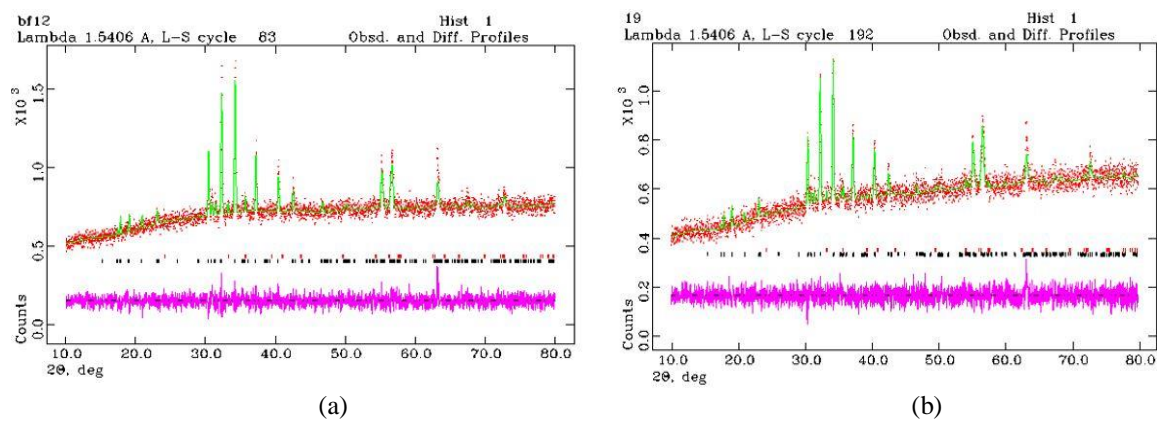 bf12
Hist 1
Lambda 1.5406 A, L-S cycle 83
Obsd. and Diff. Profiles
X10 3
1.5
1.0
0.5
0.0
Counts
10.0 20.0 30.0 40.0 50.0 60.0 70.0 80.0
2Θ, deg
(a)
19
Hist 1
Lambda 1.5406 A, L-S cycle 192
Obsd. and Diff. Profiles
X10 3
1.0
0.8
0.6
0.4
0.2
0.0
Counts
10.0 20.0 30.0 40.0 50.0 60.0 70.0 80.0
2Θ, deg
(b)